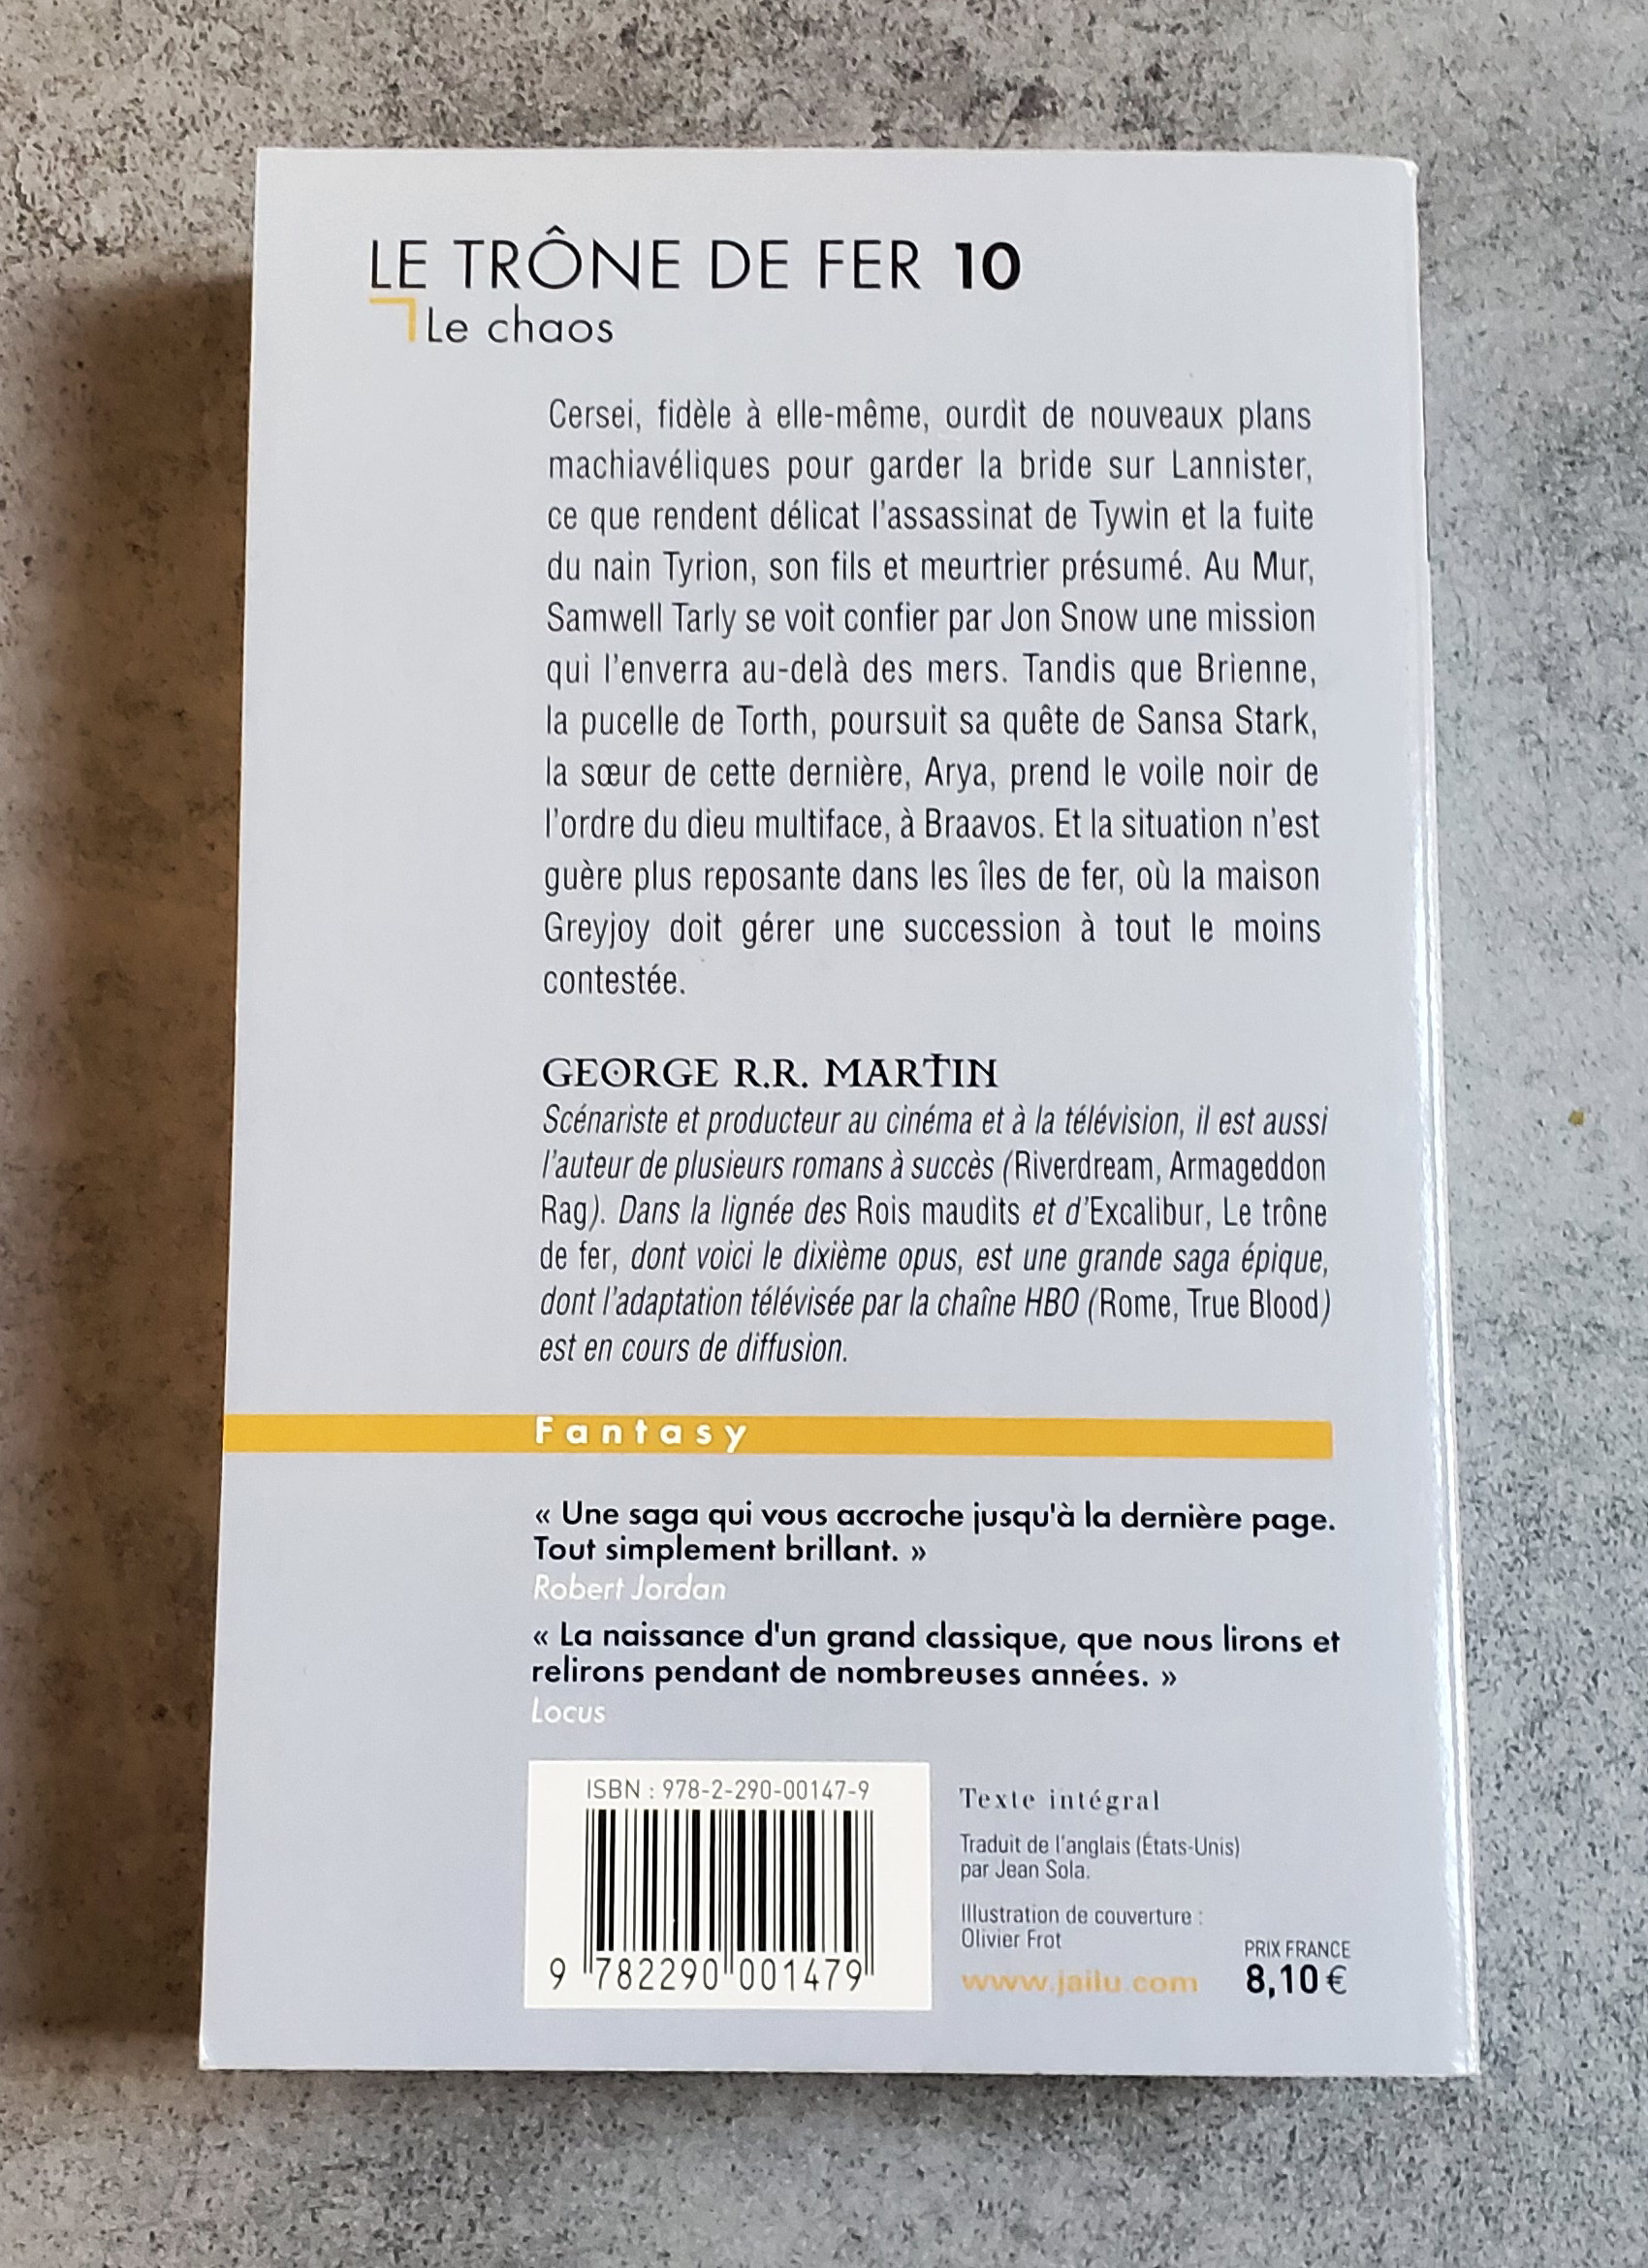 LE TRÔNE DE FER 10
Le chaos
Cersei, fidèle à elle-même, ourdit de nouveaux plans
machiavéliques pour garder la bride sur Lannister,
ce que rendent délicat l'assassinat de Tywin et la fuite
du nain Tyrion, son fils et meurtrier présumé. Au Mur,
Samwell Tarly se voit confier par Jon Snow une mission
qui l'enverra au-delà des mers. Tandis que Brienne,
la pucelle de Torth, poursuit sa quête de Sansa Stark,
la sœur de cette dernière, Arya, prend le voile noir de
l'ordre du dieu multiface, à Braavos. Et la situation n'est
guère plus reposante dans les îles de fer, où la maison
Greyjoy doit gérer une succession à tout le moins
contestée.
GEORGE R.R. MARTIN
Scénariste et producteur au cinéma et à la télévision, il est aussi
l'auteur de plusieurs romans à succès (Riverdream, Armageddon
Rag). Dans la lignée des Rois maudits et d'Excalibur, Le trône
de fer, dont voici le dixième opus, est une grande saga épique,
dont l'adaptation télévisée par la chaîne HBO (Rome, True Blood)
est en cours de diffusion.
Fantasy
« Une saga qui vous accroche jusqu'à la dernière page.
Tout simplement brillant. »
Robert Jordan
« La naissance d'un grand classique, que nous lirons et
relirons pendant de nombreuses années. »
Locus
ISBN : 978-2-290-00147-9
9 782290 001479
Texte intégral
Traduit de l'anglais (États-Unis)
par Jean Sola.
Illustration de couverture :
Olivier Frot
www.jailu.com
PRIX FRANCE
8,10 €